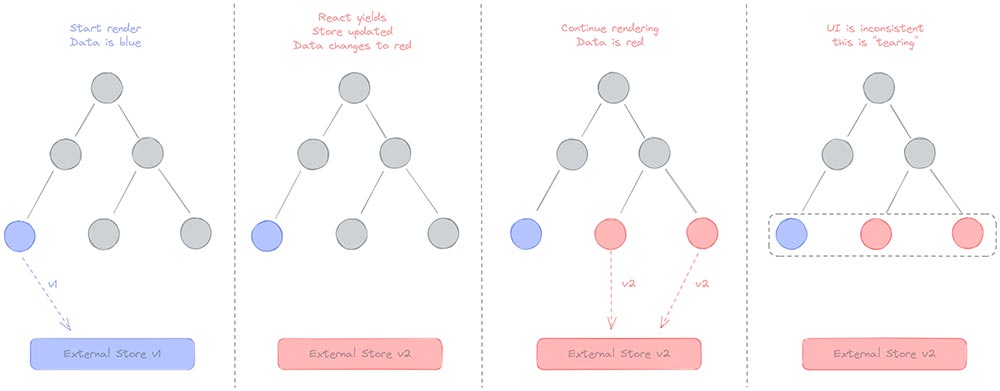 Start render
Data is blue
v1
External Store v1
React yields
Store updated
Data changes to red
External Store v2
Continue rendering
Data is red
v2
v2
External Store v2
UI is inconsistent
this is "tearing"
External Store v2